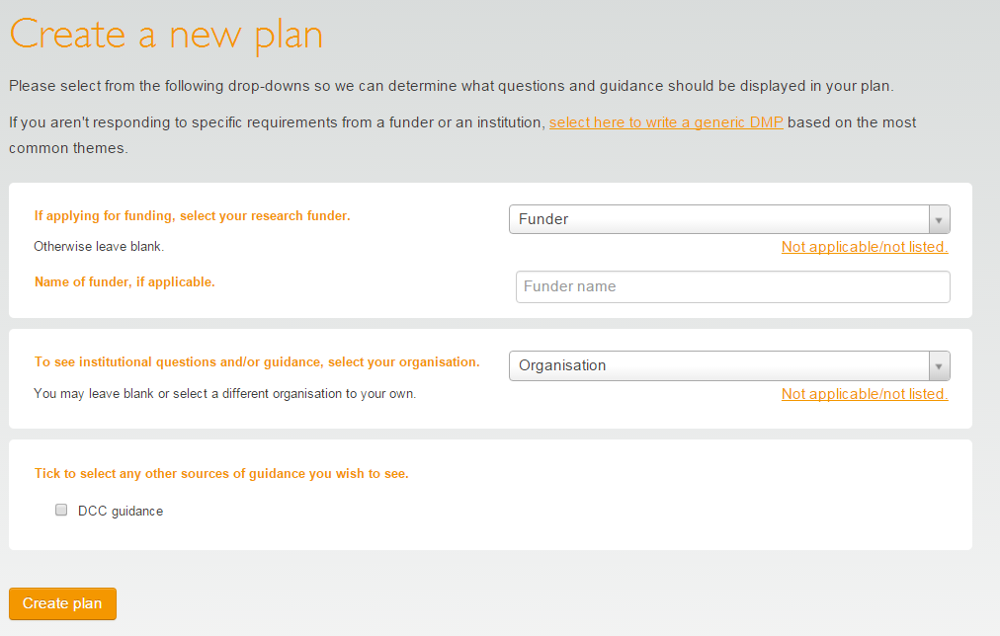 Create a new plan
Please select from the following drop-downs so we can determine what questions and guidance should be displayed in your plan.
If you aren't responding to specific requirements from a funder or an institution, select here to write a generic DMP based on the most
common themes.
If applying for funding, select your research funder.
Funder
Otherwise leave blank.
Not applicable/not listed.
Name of funder, if applicable.
Funder name
To see institutional questions and/or guidance, select your organisation.
Organisation
You may leave blank or select a different organisation to your own.
Not applicable/not listed.
Tick to select any other sources of guidance you wish to see.
DCC guidance
Create plan